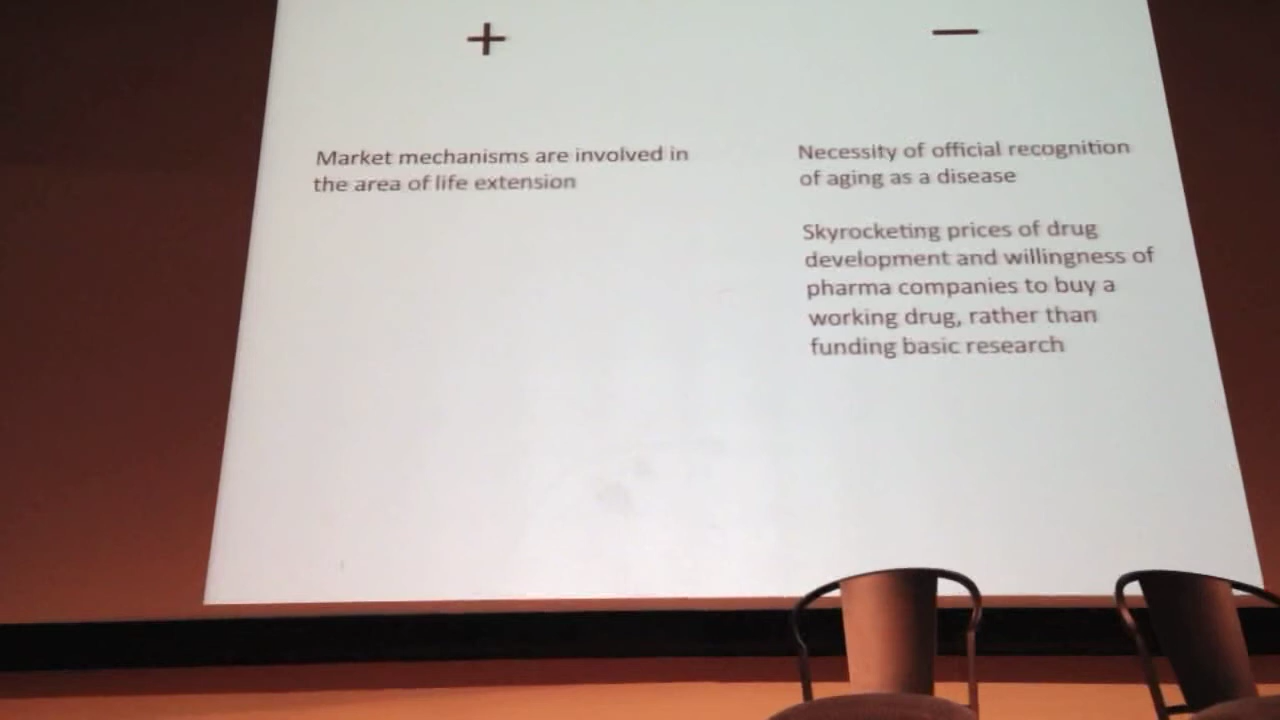 +
Market mechanisms are involved in
the area of life extension
−
Necessity of official recognition
of aging as a disease
Skyrocketing prices of drug
development and willingness of
pharma companies to buy a
working drug, rather than
funding basic research